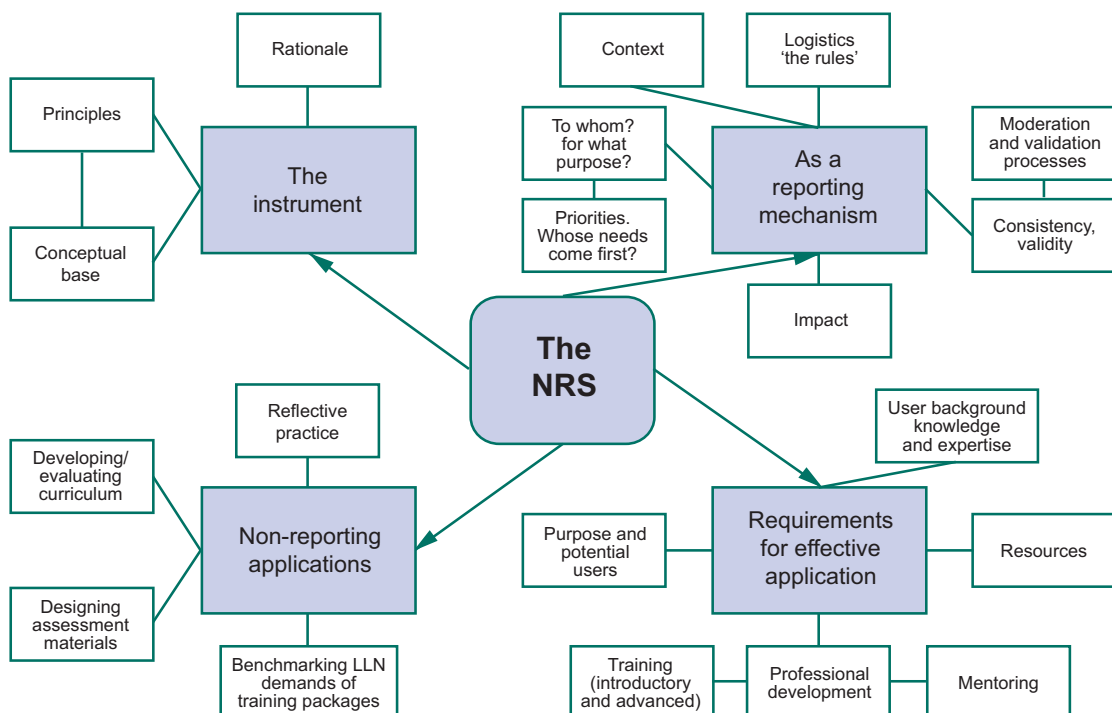 Rationale
Principles
The
instrument
Conceptual
base
Context
Logistics
‘the rules’
To whom?
for what
purpose?
As a
reporting
mechanism
Moderation
and validation
processes
Priorities.
Whose needs
come first?
Consistency,
validity
Impact
The
NRS
Reflective
practice
Developing/
evaluating
curriculum
Non-reporting
applications
Designing
assessment
materials
Benchmarking LLN
demands of
training packages
User background
knowledge
and expertise
Purpose and
potential
users
Requirements
for effective
application
Resources
Training
(introductory
and advanced)
Professional
development
Mentoring